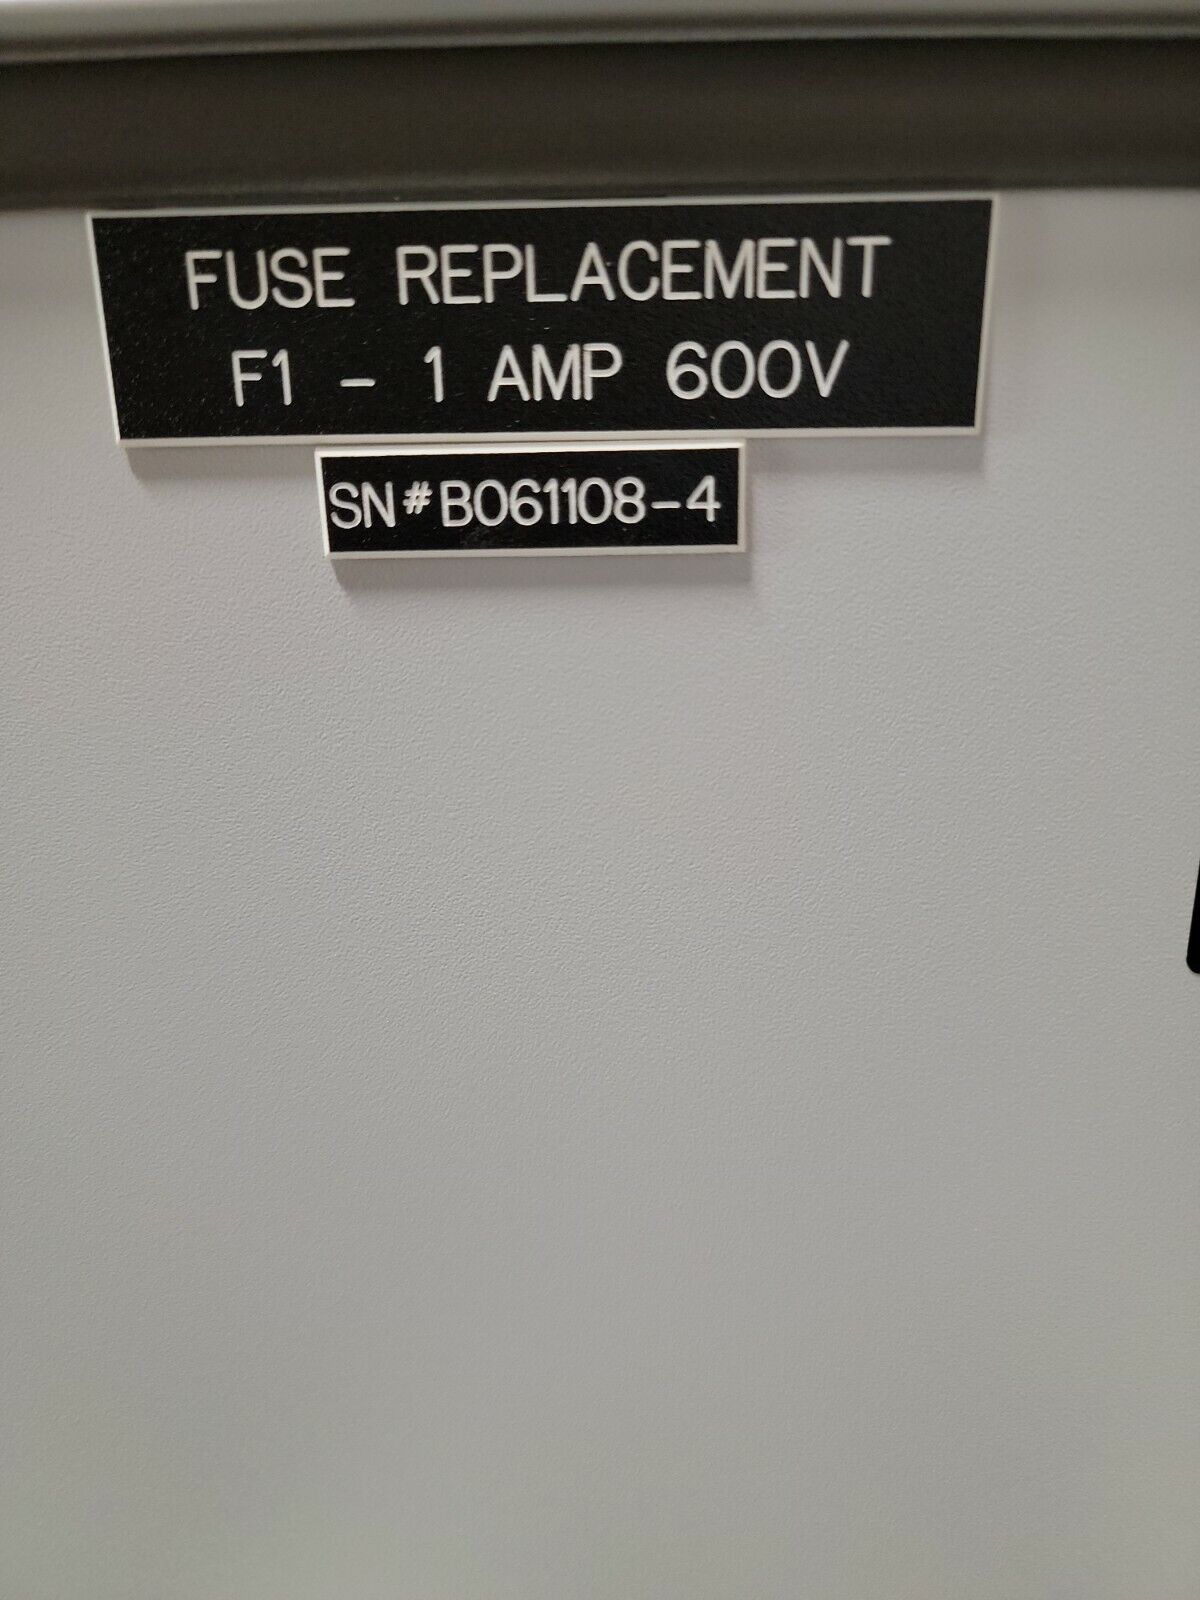 FUSE REPLACEMENT
F1 - 1 AMP 600V
SN# B061108-4